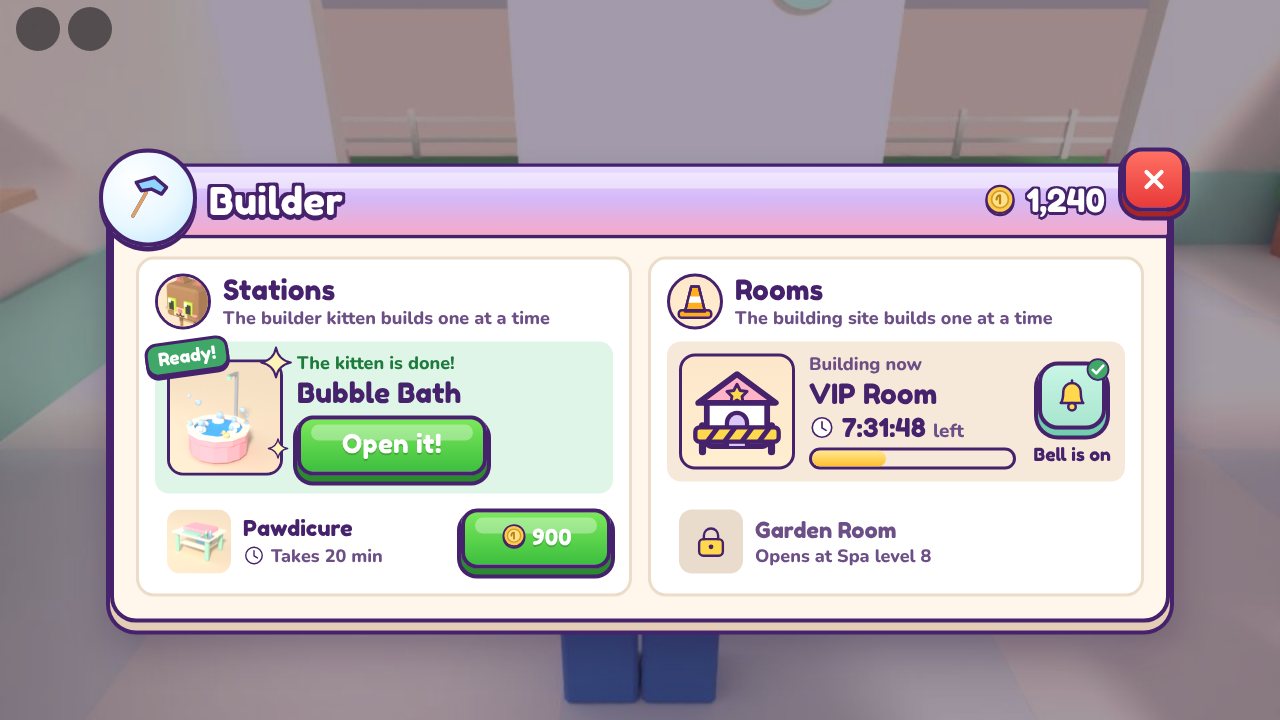 Builder
1,240
Stations
The builder kitten builds one at a time
Ready!
The kitten is done!
Bubble Bath
Open it!
Pawdicure
Takes 20 min
900
Rooms
The building site builds one at a time
Building now
VIP Room
7:31:48 left
Bell is on
Garden Room
Opens at Spa level 8